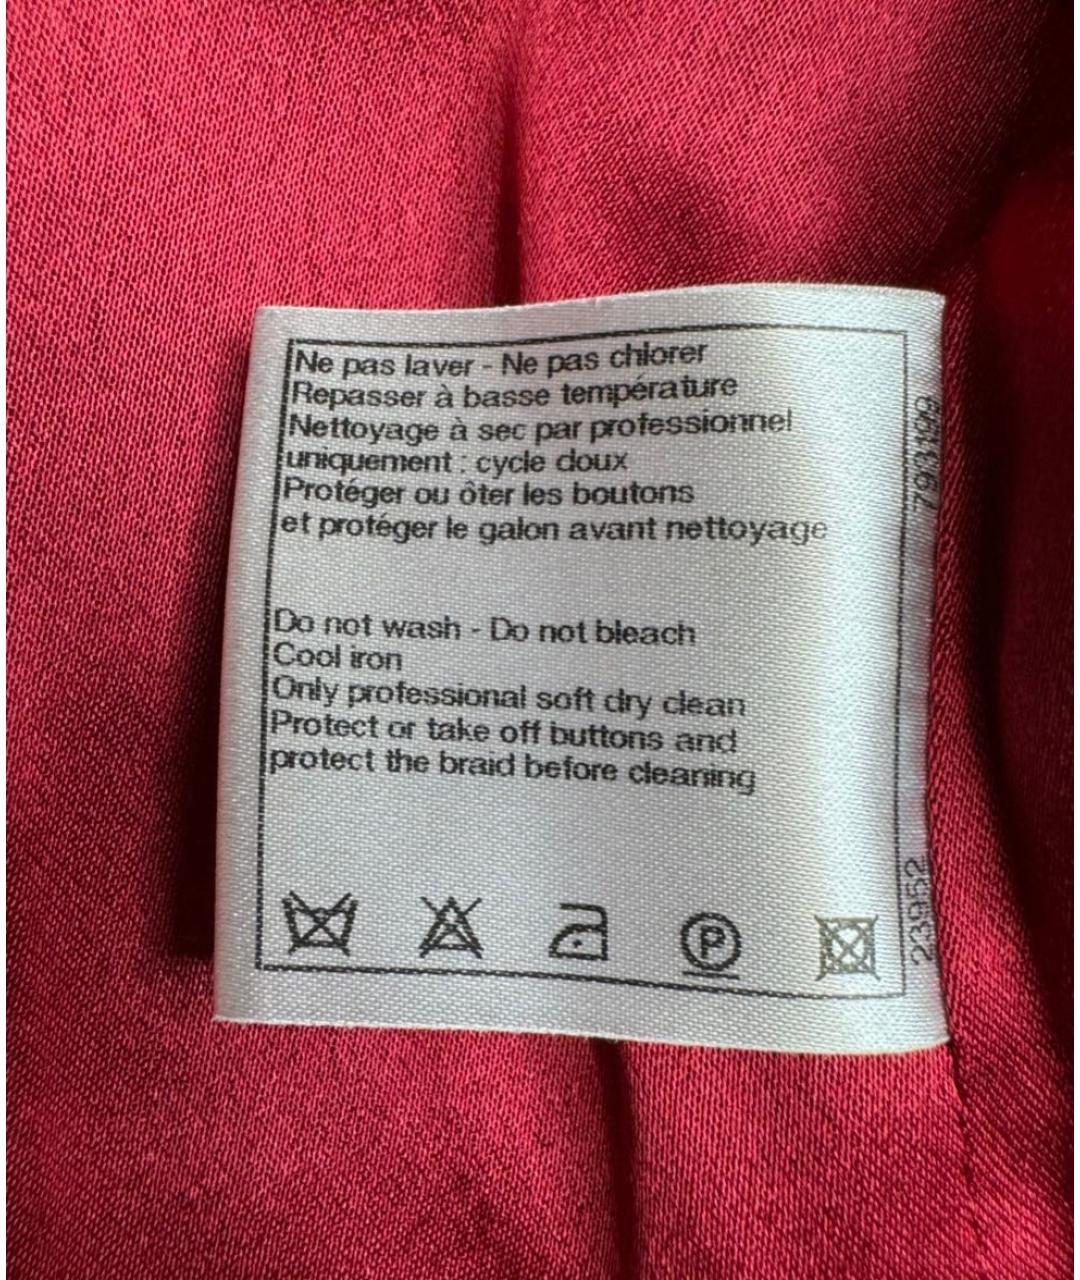 Ne pas laver - Ne pas chlorer
Repasser à basse température
Nettoyage à sec par professionnel
uniquement : cycle doux
Protéger ou ôter les boutons
et protéger le galon avant nettoyage
Do not wash - Do not bleach
Cool iron
Only professional soft dry clean
Protect or take off buttons and
protect the braid before cleaning
P
23952